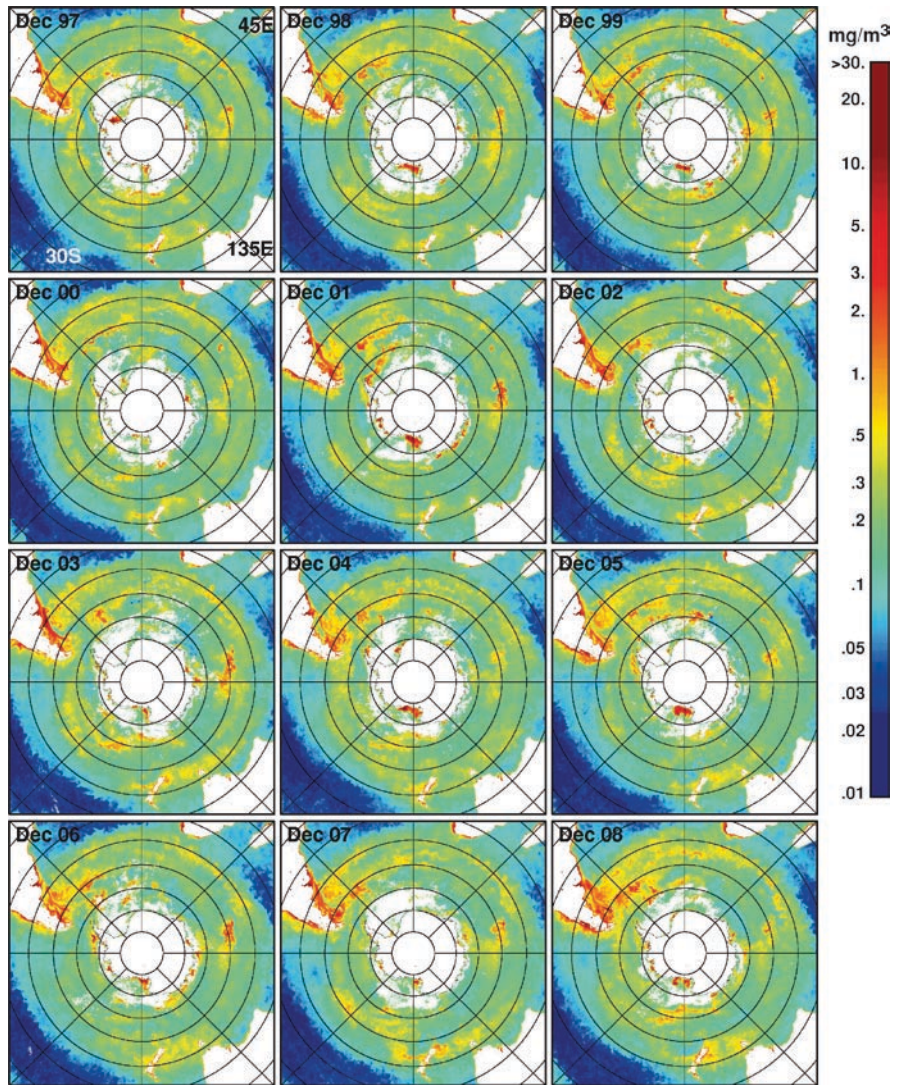 Dec 97
45E
30S
135E
Dec 98
Dec 99
Dec 00
Dec 01
Dec 02
Dec 03
Dec 04
Dec 05
Dec 06
Dec 07
Dec 08
mg/m³
>30.
20.
10.
5.
3.
2.
1.
.5
.3
.2
.1
.05
.03
.02
.01